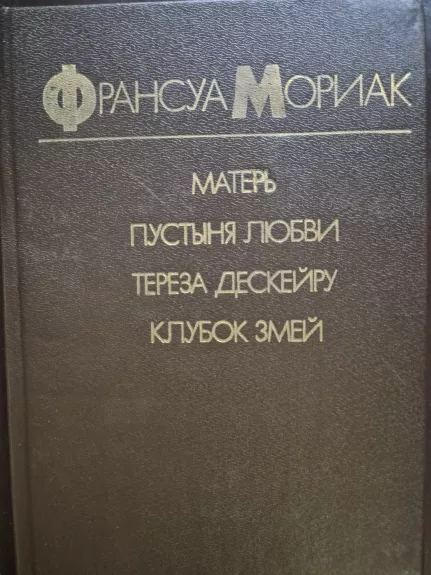 ФРАНСУА МОРИАК
МАТЕРЬ
ПУСТЫНЯ ЛЮБВИ
ТЕРЕЗА ДЕСКЕЙРУ
КЛУБОК ЗМЕЙ